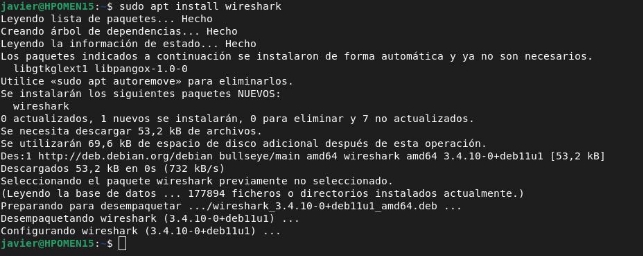 javier@HPOMEN15:~$ sudo apt install wireshark
Leyendo lista de paquetes... Hecho
Creando árbol de dependencias... Hecho
Leyendo la información de estado... Hecho
Los paquetes indicados a continuación se instalaron de forma automática y ya no son necesarios.
  libgtkglext1 libpangox-1.0-0
Utilice «sudo apt autoremove» para eliminarlos.
Se instalarán los siguientes paquetes NUEVOS:
  wireshark
0 actualizados, 1 nuevos se instalarán, 0 para eliminar y 7 no actualizados.
Se necesita descargar 53,2 kB de archivos.
Se utilizarán 69,6 kB de espacio de disco adicional después de esta operación.
Des:1 http://deb.debian.org/debian bullseye/main amd64 wireshark amd64 3.4.10-0+deb11u1 [53,2 kB]
Descargados 53,2 kB en 0s (732 kB/s)
Seleccionando el paquete wireshark previamente no seleccionado.
(Leyendo la base de datos ... 177894 ficheros o directorios instalados actualmente.)
Preparando para desempaquetar .../wireshark_3.4.10-0+deb11u1_amd64.deb ...
Desempaquetando wireshark (3.4.10-0+deb11u1) ...
Configurando wireshark (3.4.10-0+deb11u1) ...
javier@HPOMEN15:~$